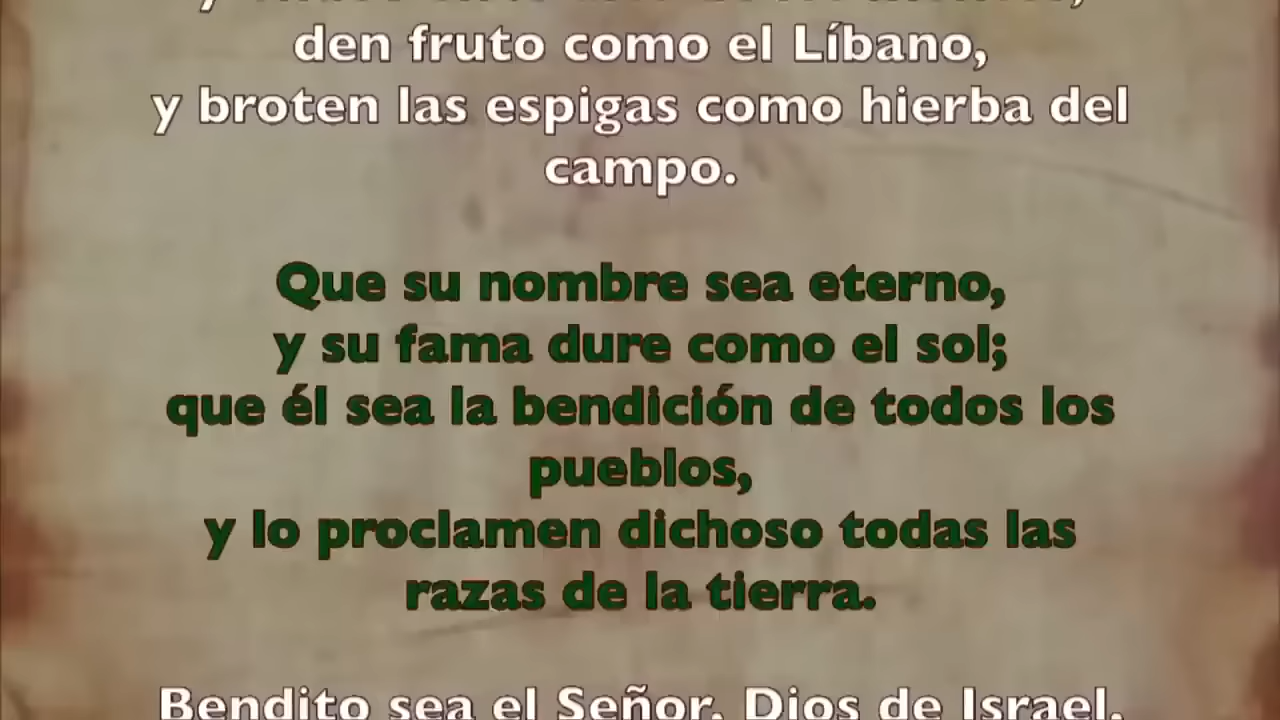 den fruto como el Líbano,
y broten las espigas como hierba del
campo.
Que su nombre sea eterno,
y su fama dure como el sol;
que él sea la bendición de todos los
pueblos,
y lo proclamen dichoso todas las
razas de la tierra.
Bendito sea el Señor, Dios de Israel,